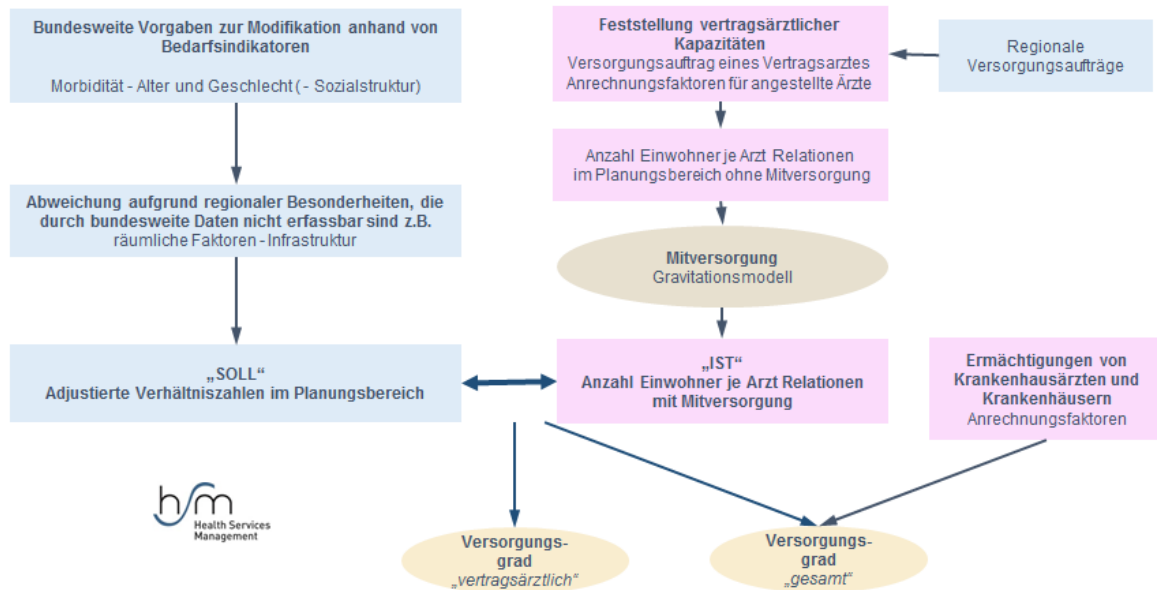 Bundesweite Vorgaben zur Modifikation anhand von
Bedarfsindikatoren
Morbidität - Alter und Geschlecht ( - Sozialstruktur)
Feststellung vertragsärztlicher
Kapazitäten
Versorgungsauftrag eines Vertragsarztes
Anrechnungsfaktoren für angestellte Ärzte
Regionale
Versorgungsaufträge
Anzahl Einwohner je Arzt Relationen
im Planungsbereich ohne Mitversorgung
Abweichung aufgrund regionaler Besonderheiten, die
durch bundesweite Daten nicht erfassbar sind z.B.
räumliche Faktoren - Infrastruktur
Mitversorgung
Gravitationsmodell
„SOLL“
Adjustierte Verhältniszahlen im Planungsbereich
„IST“
Anzahl Einwohner je Arzt Relationen
mit Mitversorgung
Ermächtigungen von
Krankenhausärzten und
Krankenhäusern
Anrechnungsfaktoren
hsm
Health Services
Management
Versorgungs-
grad
„vertragsärztlich“
Versorgungs-
grad
„gesamt“